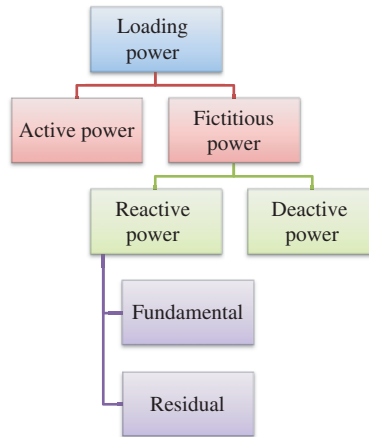 Loading
power
Active power
Fictitious
power
Reactive
power
Deactive
power
Fundamental
Residual